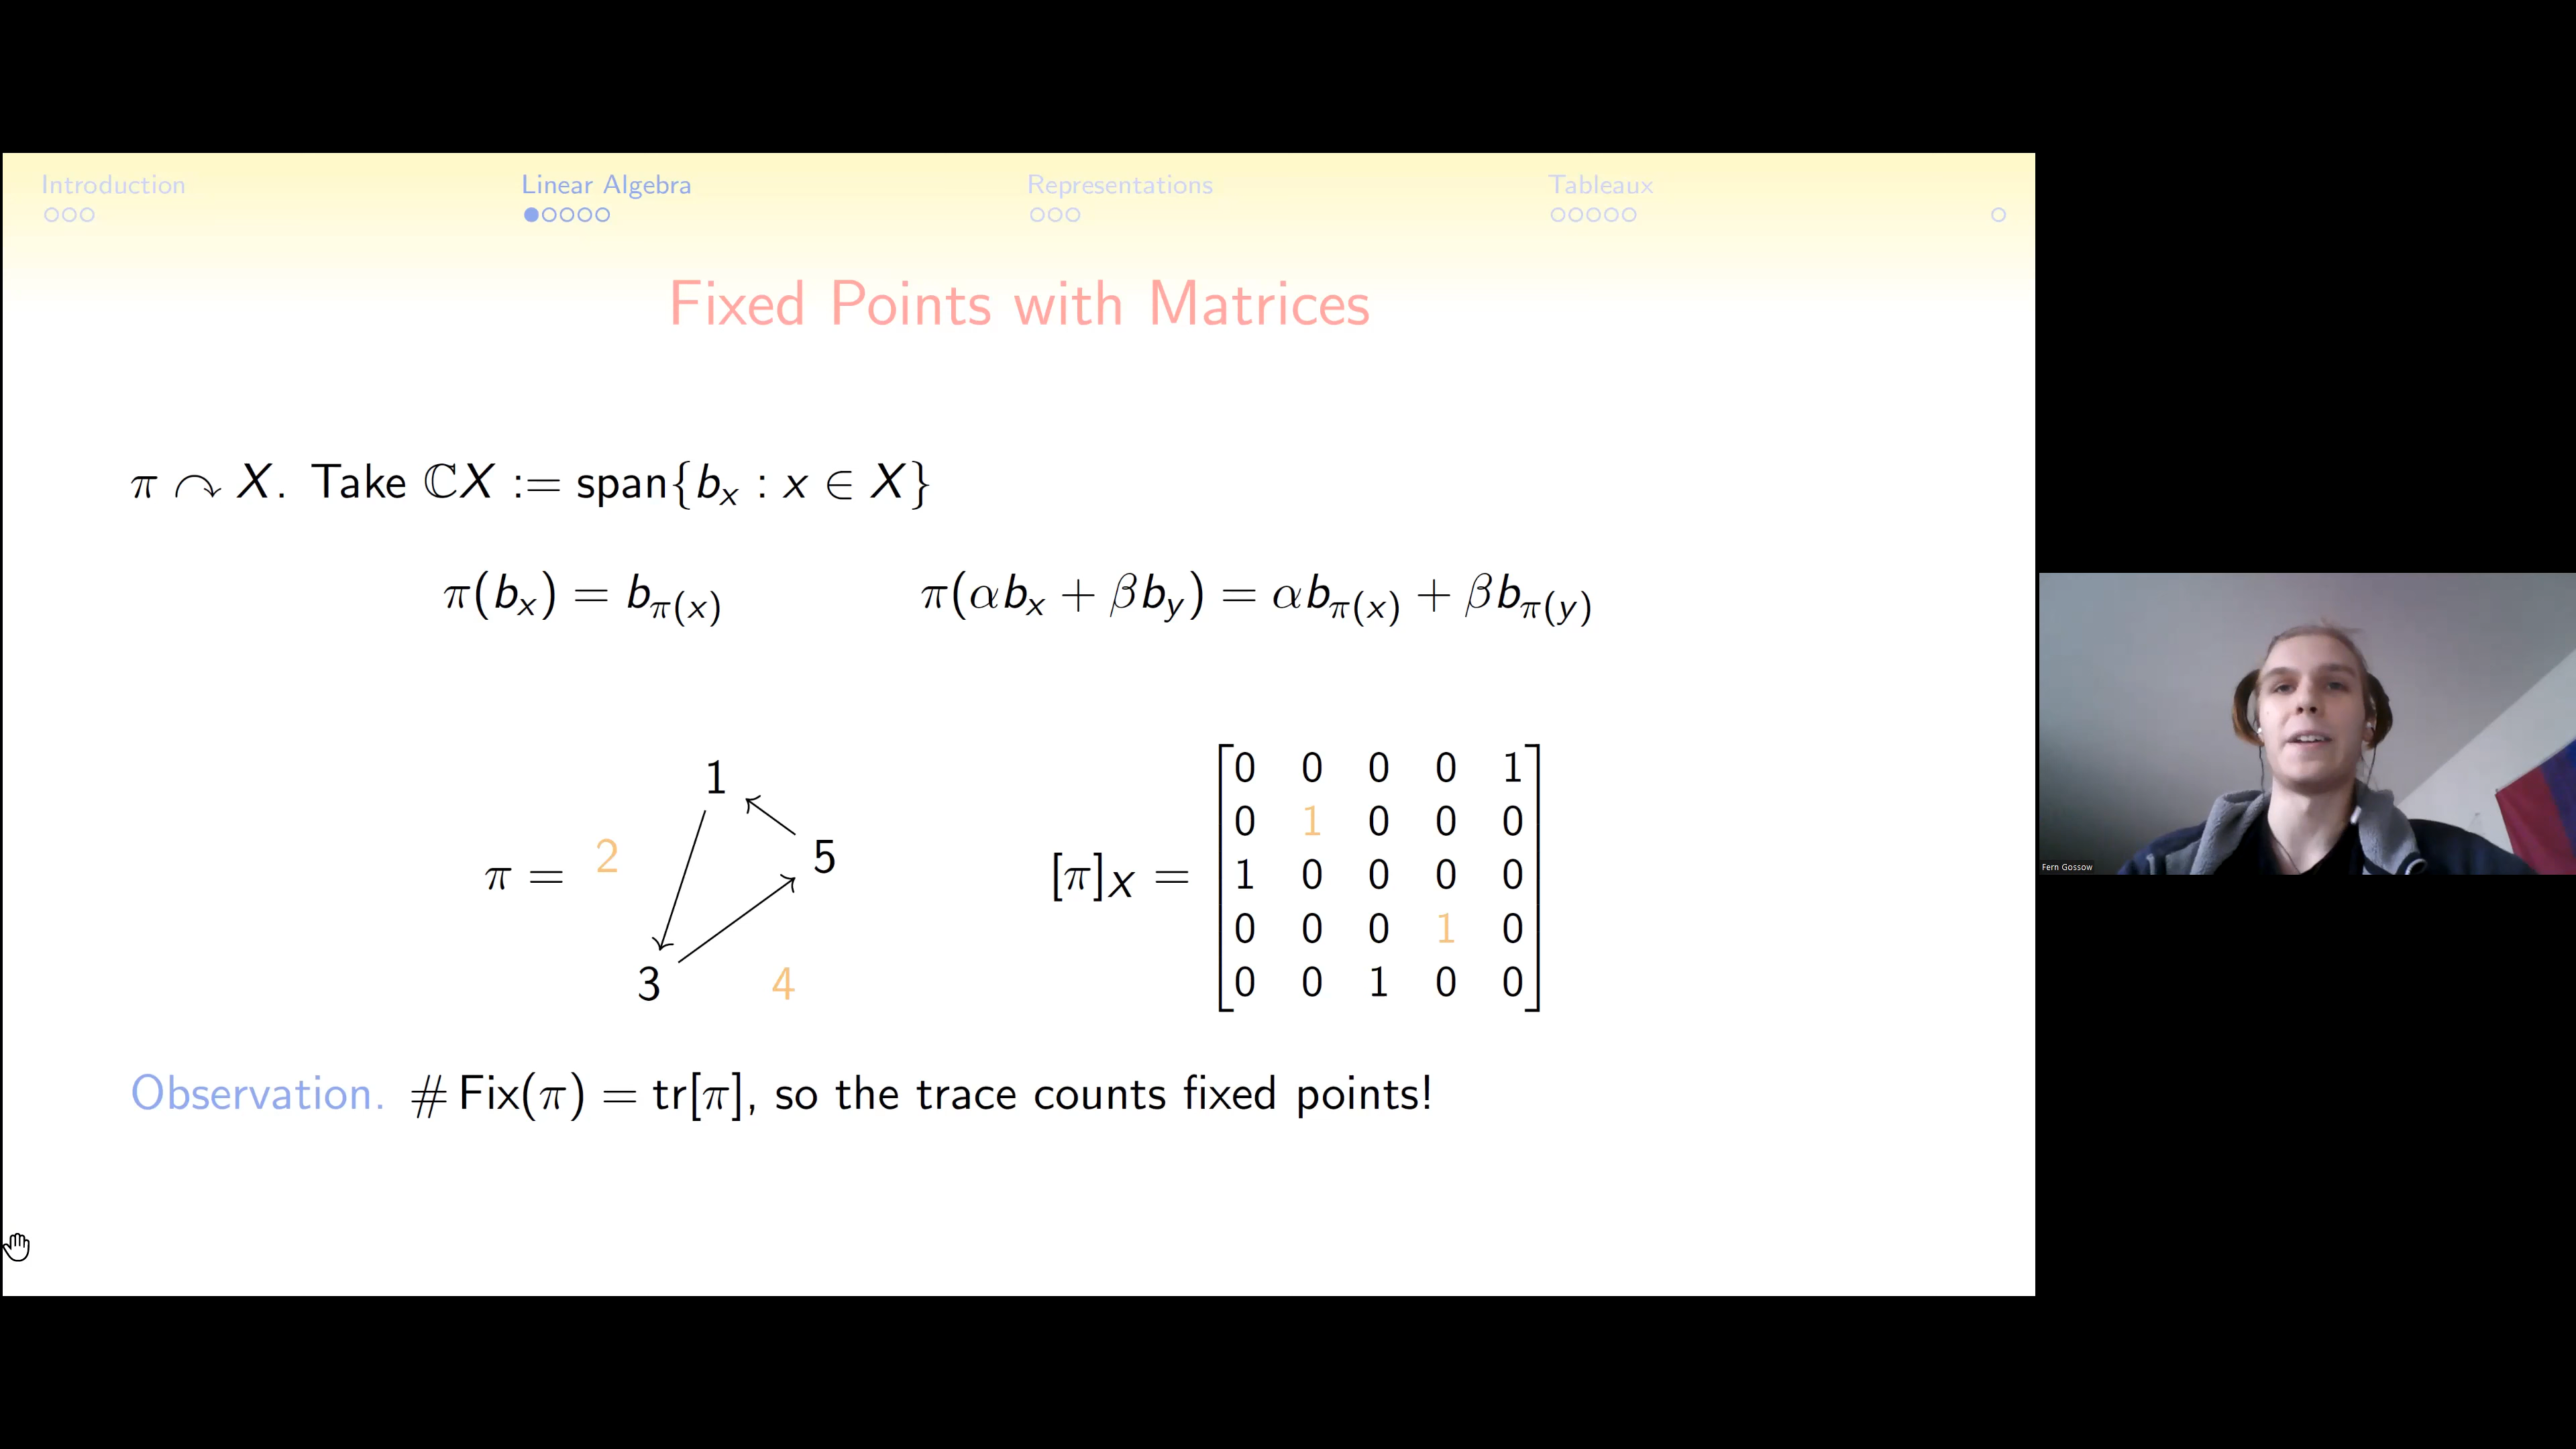 Introduction Linear Algebra Representations Tableaux
Fixed Points with Matrices
π ↷ X. Take ℂX := span{b_x : x ∈ X}
π(b_x) = b_π(x) π(αb_x + βb_y) = αb_π(x) + βb_π(y)
π = 1 2 5 3 4
[π]_X =
0 0 0 0 1
0 1 0 0 0
1 0 0 0 0
0 0 0 1 0
0 0 1 0 0
Observation. # Fix(π) = tr[π], so the trace counts fixed points!
Fern Gossow